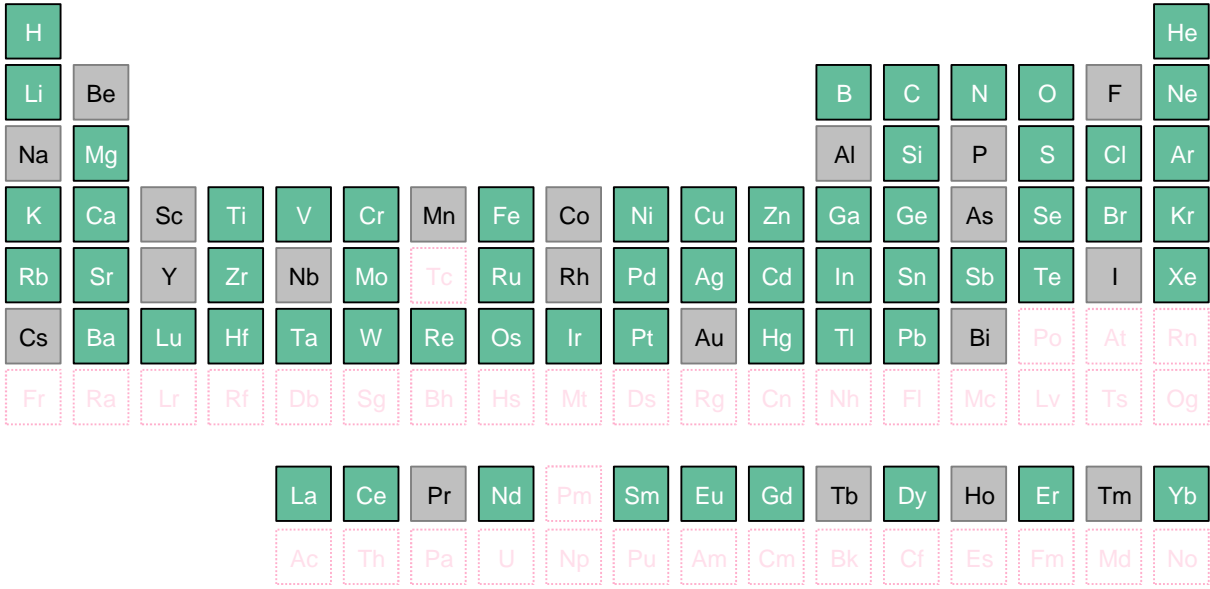 H He
Li Be B C N O F Ne
Na Mg Al Si P S Cl Ar
K Ca Sc Ti V Cr Mn Fe Co Ni Cu Zn Ga Ge As Se Br Kr
Rb Sr Y Zr Nb Mo Tc Ru Rh Pd Ag Cd In Sn Sb Te I Xe
Cs Ba Lu Hf Ta W Re Os Ir Pt Au Hg Tl Pb Bi Po At Rn
Fr Ra Lr Rf Db Sg Bh Hs Mt Ds Rg Cn Nh Fl Mc Lv Ts Og
La Ce Pr Nd Pm Sm Eu Gd Tb Dy Ho Er Tm Yb
Ac Th Pa U Np Pu Am Cm Bk Cf Es Fm Md No